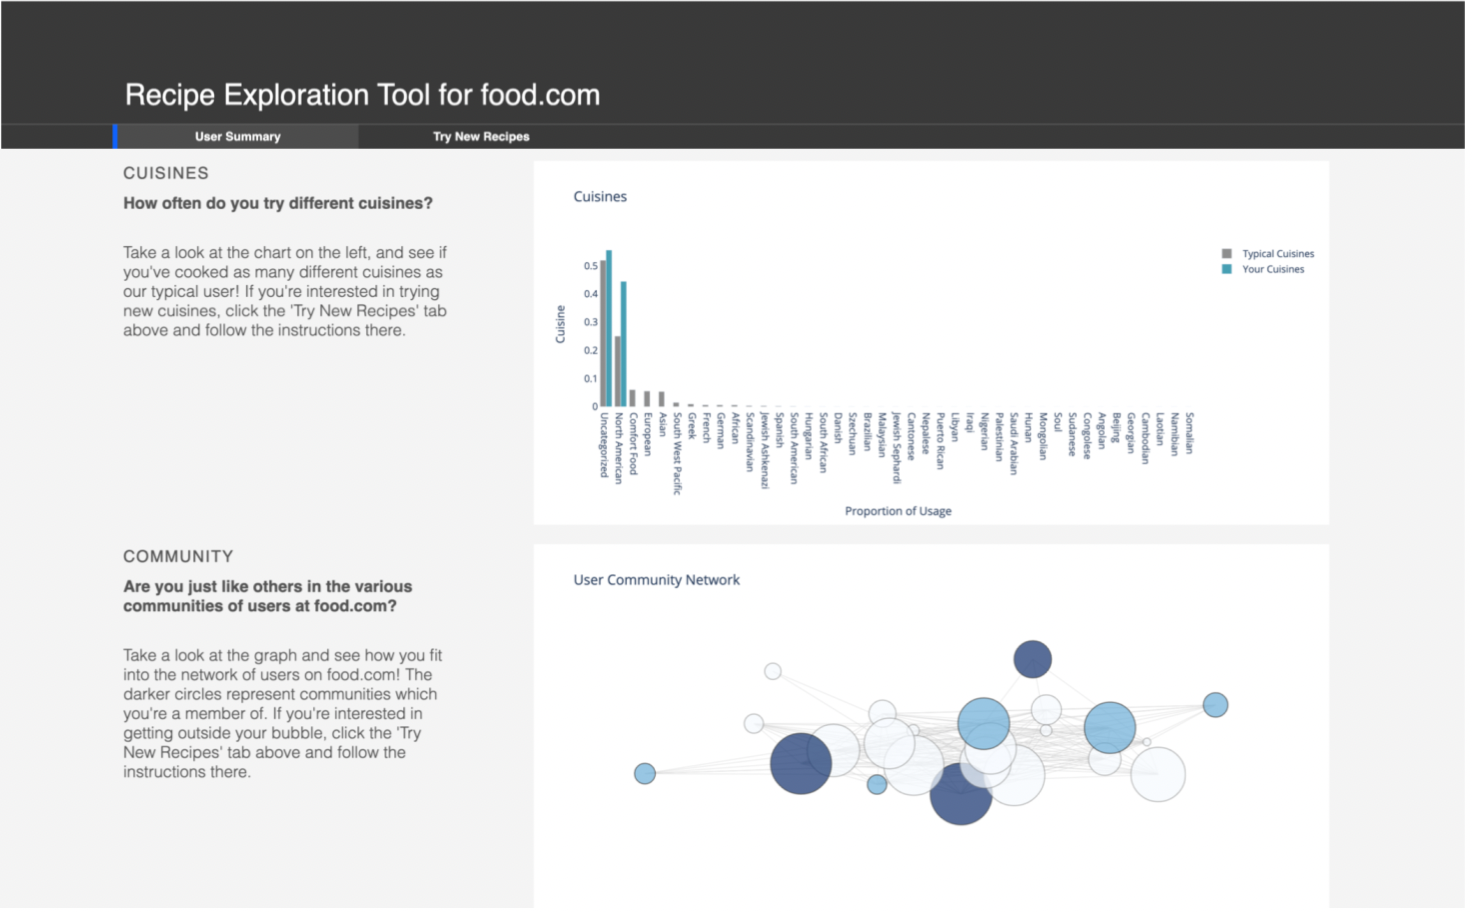 Recipe Exploration Tool for food.com
User Summary
Try New Recipes
CUISINES
How often do you try different cuisines?
Take a look at the chart on the left, and see if
you've cooked as many different cuisines as
our typical user! If you're interested in trying
new cuisines, click the 'Try New Recipes' tab
above and follow the instructions there.
Cuisines
Typical Cuisines
Your Cuisines
Cuisine
0.5
0.4
0.3
0.2
0.1
0
Uncategorized
North American
Comfort Food
European
Asian
South West Pacific
Greek
French
German
African
Scandinavian
Jewish Ashkenazi
Spanish
South American
Hungarian
South African
Danish
Szechuan
Brazilian
Malaysian
Jewish Sephardi
Cantonese
Nepalese
Puerto Rican
Libyan
Iraqi
Nigerian
Palestinian
Saudi Arabian
Hunan
Mongolian
Soul
Sudanese
Congolese
Angolan
Beijing
Georgian
Cambodian
Laotian
Namibian
Somalian
Proportion of Usage
COMMUNITY
Are you just like others in the various
communities of users at food.com?
Take a look at the graph and see how you fit
into the network of users on food.com! The
darker circles represent communities which
you're a member of. If you're interested in
getting outside your bubble, click the 'Try
New Recipes' tab above and follow the
instructions there.
User Community Network